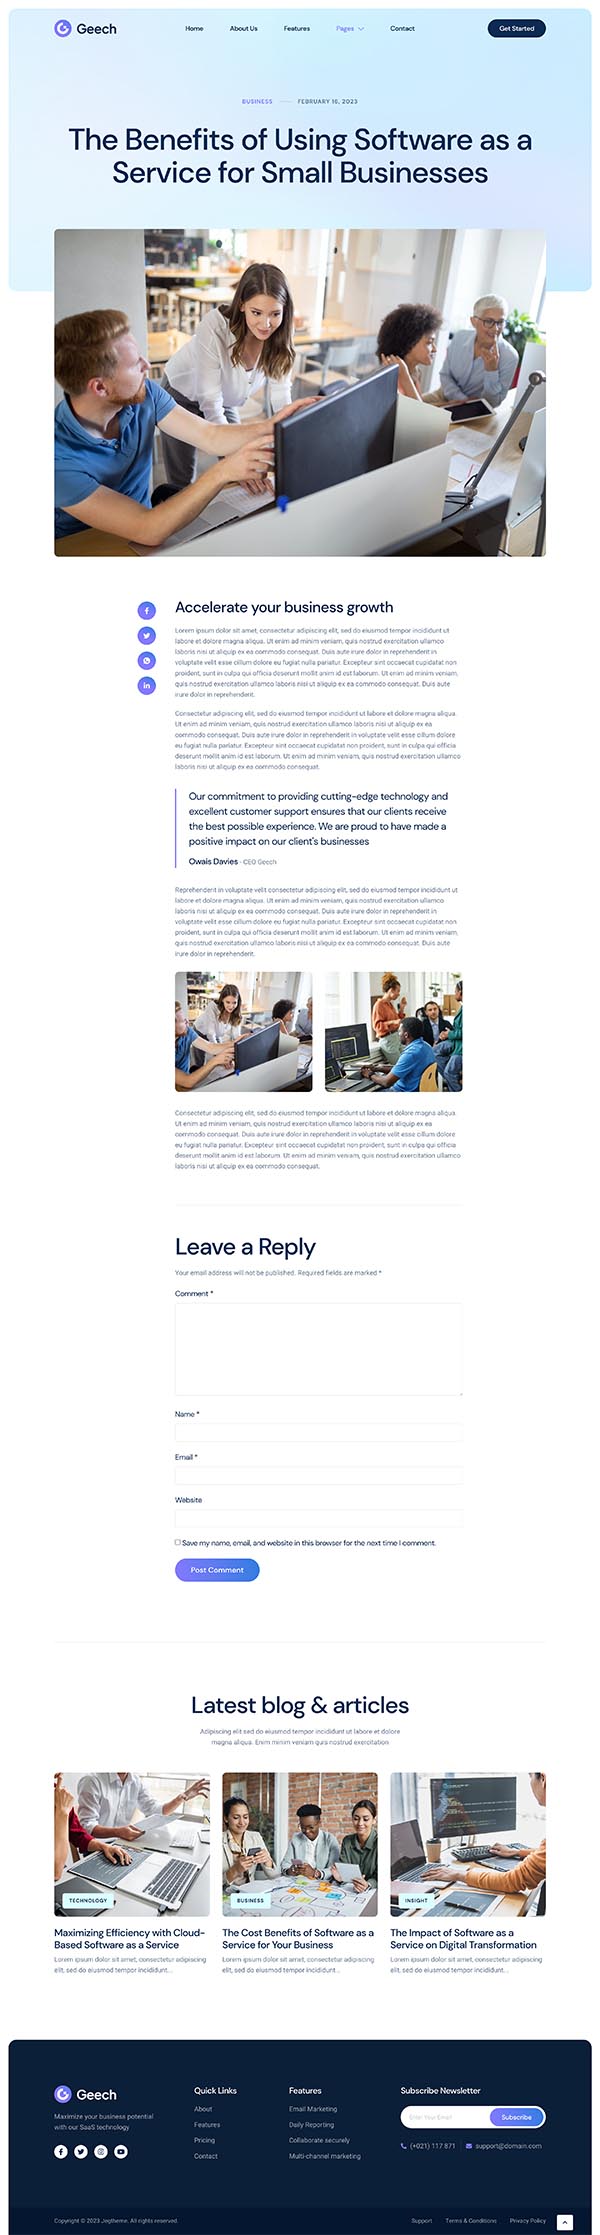 Geech
Home
About Us
Features
Pages
Contact
Get Started
BUSINESS
FEBRUARY 16, 2023
The Benefits of Using Software as a
Service for Small Businesses
Accelerate your business growth
Lorem ipsum dolor sit amet, consectetur adipiscing elit, sed do eiusmod tempor incididunt ut
labore et dolore magna aliqua. Ut enim ad minim veniam, quis nostrud exercitation ullamco
laboris nisi ut aliquip ex ea commodo consequat. Duis aute irure dolor in reprehenderit in
voluptate velit esse cillum dolore eu fugiat nulla pariatur. Excepteur sint occaecat cupidatat non
proident, sunt in culpa qui officia deserunt mollit anim id est laborum. Ut enim ad minim veniam,
quis nostrud exercitation ullamco laboris nisi ut aliquip ex ea commodo consequat. Duis aute
irure dolor in reprehenderit.
Consectetur adipiscing elit, sed do eiusmod tempor incididunt ut labore et dolore magna aliqua.
Ut enim ad minim veniam, quis nostrud exercitation ullamco laboris nisi ut aliquip ex ea
commodo consequat. Duis aute irure dolor in reprehenderit in voluptate velit esse cillum dolore
eu fugiat nulla pariatur. Excepteur sint occaecat cupidatat non proident, sunt in culpa qui officia
deserunt mollit anim id est laborum. Ut enim ad minim veniam, quis nostrud exercitation ullamco
laboris nisi ut aliquip ex ea commodo consequat.
Our commitment to providing cutting-edge technology and
excellent customer support ensures that our clients receive
the best possible experience. We are proud to have made a
positive impact on our client's businesses
Owais Davies - CEO Geech
Reprehenderit in voluptate velit consectetur adipiscing elit, sed do eiusmod tempor incididunt ut
labore et dolore magna aliqua. Ut enim ad minim veniam, quis nostrud exercitation ullamco
laboris nisi ut aliquip ex ea commodo consequat. Duis aute irure dolor in reprehenderit in
voluptate velit esse cillum dolore eu fugiat nulla pariatur. Excepteur sint occaecat cupidatat non
proident, sunt in culpa qui officia deserunt mollit anim id est laborum. Ut enim ad minim veniam,
quis nostrud exercitation ullamco laboris nisi ut aliquip ex ea commodo consequat. Duis aute
irure dolor in reprehenderit.
Consectetur adipiscing elit, sed do eiusmod tempor incididunt ut labore et dolore magna aliqua.
Ut enim ad minim veniam, quis nostrud exercitation ullamco laboris nisi ut aliquip ex ea
commodo consequat. Duis aute irure dolor in reprehenderit in voluptate velit esse cillum dolore
eu fugiat nulla pariatur. Excepteur sint occaecat cupidatat non proident, sunt in culpa qui officia
deserunt mollit anim id est laborum. Ut enim ad minim veniam, quis nostrud exercitation ullamco
laboris nisi ut aliquip ex ea commodo consequat.
Leave a Reply
Your email address will not be published. Required fields are marked *
Comment *
Name *
Email *
Website
Save my name, email, and website in this browser for the next time I comment.
Post Comment
Latest blog & articles
Adipiscing elit sed do eiusmod tempor incididunt ut labore et dolore
magna aliqua. Enim minim veniam quis nostrud exercitation
TECHNOLOGY
Maximizing Efficiency with Cloud-
Based Software as a Service
Lorem ipsum dolor sit amet, consectetur adipiscing
elit, sed do eiusmod tempor incididunt...
BUSINESS
The Cost Benefits of Software as a
Service for Your Business
Lorem ipsum dolor sit amet, consectetur adipiscing
elit, sed do eiusmod tempor incididunt...
INSIGHT
The Impact of Software as a
Service on Digital Transformation
Lorem ipsum dolor sit amet, consectetur adipiscing
elit, sed do eiusmod tempor incididunt...
Geech
Maximize your business potential
with our SaaS technology
Quick Links
About
Features
Pricing
Contact
Features
Email Marketing
Daily Reporting
Collaborate securely
Multi-channel marketing
Subscribe Newsletter
Enter Your Email
Subscribe
(+021) 117 871
support@domain.com
Copyright © 2023 Jegtheme. All rights reserved.
Support
Terms & Conditions
Privacy Policy